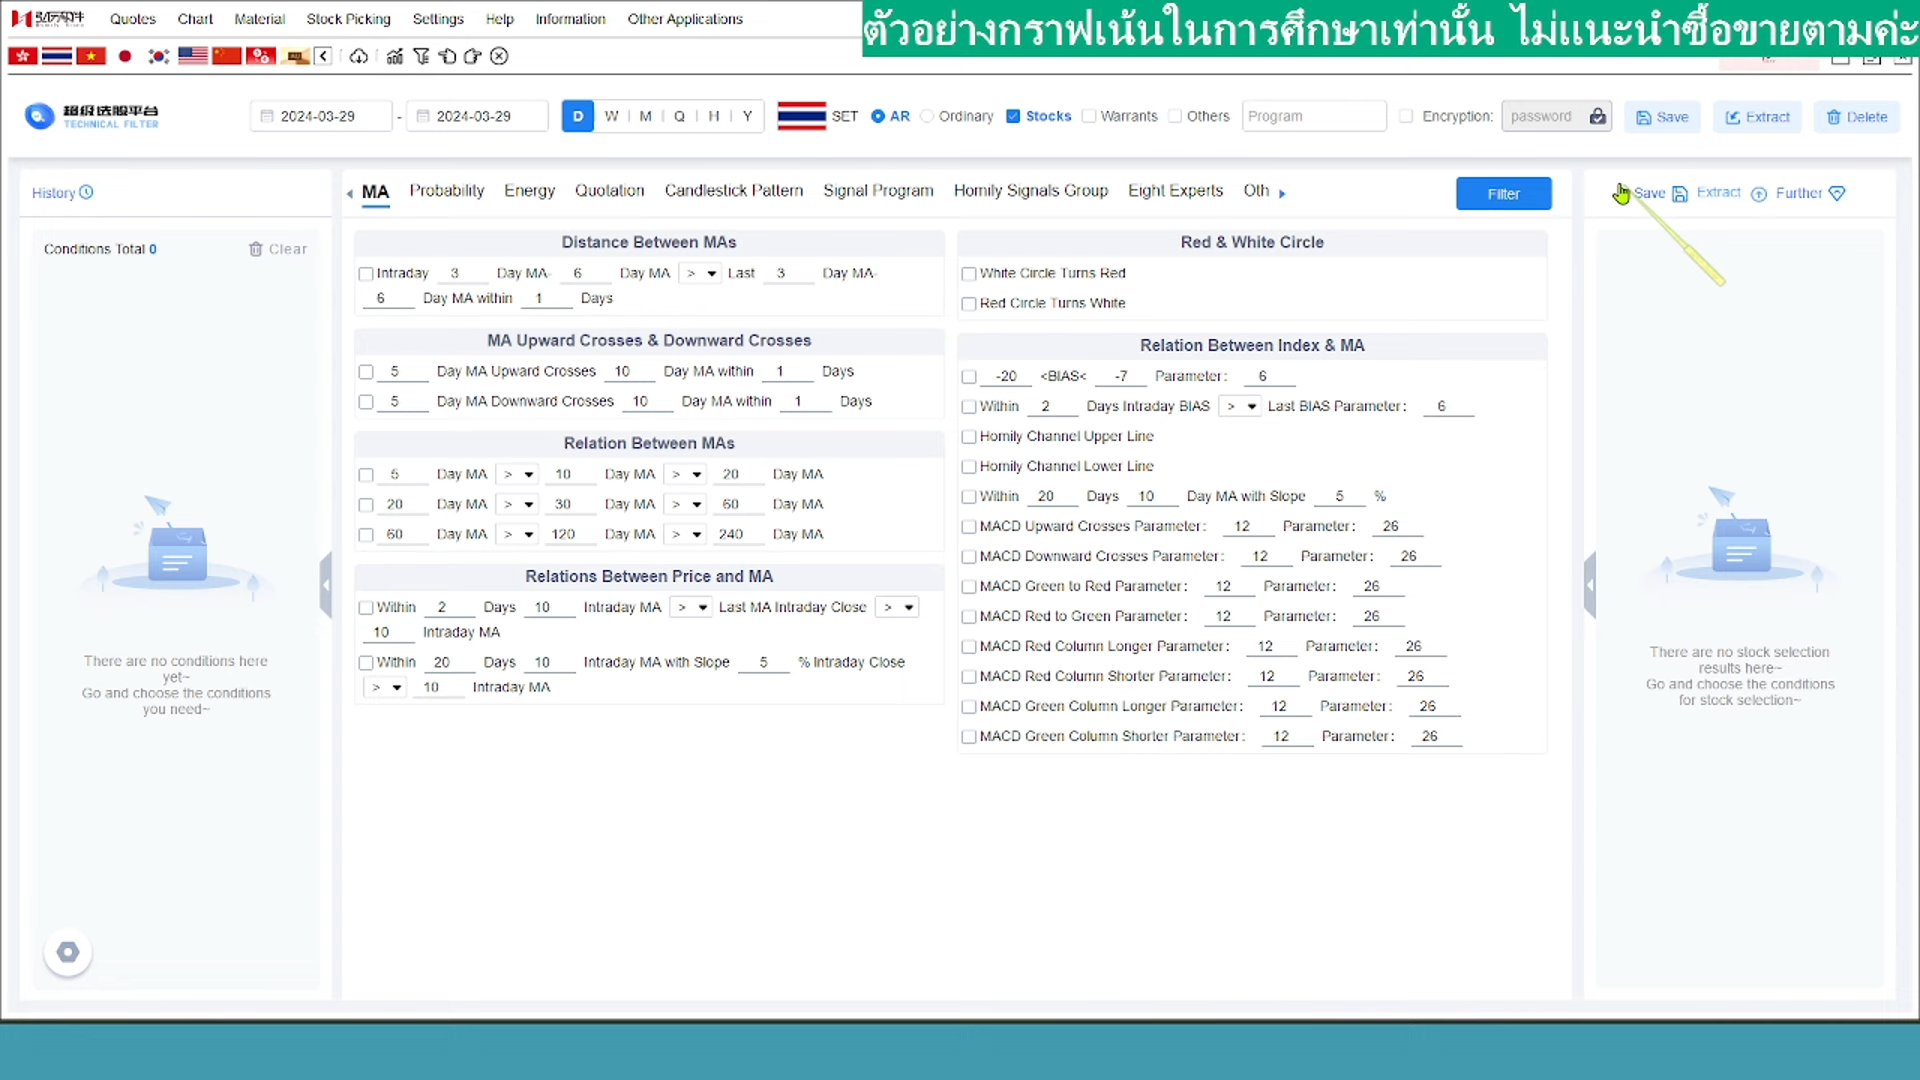 Quotes Chart Material Stock Picking Settings Help Information Other Applications
ตัวอย่างกราฟเน้นในการศึกษาเท่านั้น ไม่แนะนำซื้อขายตามค่ะ
超级选股平台
TECHNICAL FILTER
2024-03-29 - 2024-03-29 D W M Q H Y SET AR Ordinary Stocks Warrants Others Program Encryption: password Save Extract Delete
History
MA Probability Energy Quotation Candlestick Pattern Signal Program Homily Signals Group Eight Experts Oth Filter
Save Extract Further
Conditions Total 0 Clear
There are no conditions here
yet~
Go and choose the conditions
you need~
Distance Between MAs
Intraday 3 Day MA- 6 Day MA > Last 3 Day MA-
6 Day MA within 1 Days
MA Upward Crosses & Downward Crosses
5 Day MA Upward Crosses 10 Day MA within 1 Days
5 Day MA Downward Crosses 10 Day MA within 1 Days
Relation Between MAs
5 Day MA > 10 Day MA > 20 Day MA
20 Day MA > 30 Day MA > 60 Day MA
60 Day MA > 120 Day MA > 240 Day MA
Relations Between Price and MA
Within 2 Days 10 Intraday MA > Last MA Intraday Close >
10 Intraday MA
Within 20 Days 10 Intraday MA with Slope 5 % Intraday Close
> 10 Intraday MA
Red & White Circle
White Circle Turns Red
Red Circle Turns White
Relation Between Index & MA
-20 <BIAS< -7 Parameter: 6
Within 2 Days Intraday BIAS > Last BIAS Parameter: 6
Homily Channel Upper Line
Homily Channel Lower Line
Within 20 Days 10 Day MA with Slope 5 %
MACD Upward Crosses Parameter: 12 Parameter: 26
MACD Downward Crosses Parameter: 12 Parameter: 26
MACD Green to Red Parameter: 12 Parameter: 26
MACD Red to Green Parameter: 12 Parameter: 26
MACD Red Column Longer Parameter: 12 Parameter: 26
MACD Red Column Shorter Parameter: 12 Parameter: 26
MACD Green Column Longer Parameter: 12 Parameter: 26
MACD Green Column Shorter Parameter: 12 Parameter: 26
There are no stock selection
results here~
Go and choose the conditions
for stock selection~